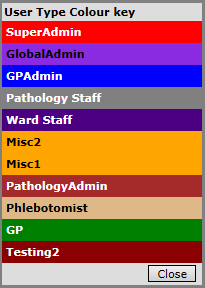 User Type Colour key
SuperAdmin
GlobalAdmin
GPAdmin
Pathology Staff
Ward Staff
Misc2
Misc1
PathologyAdmin
Phlebotomist
GP
Testing2
Close